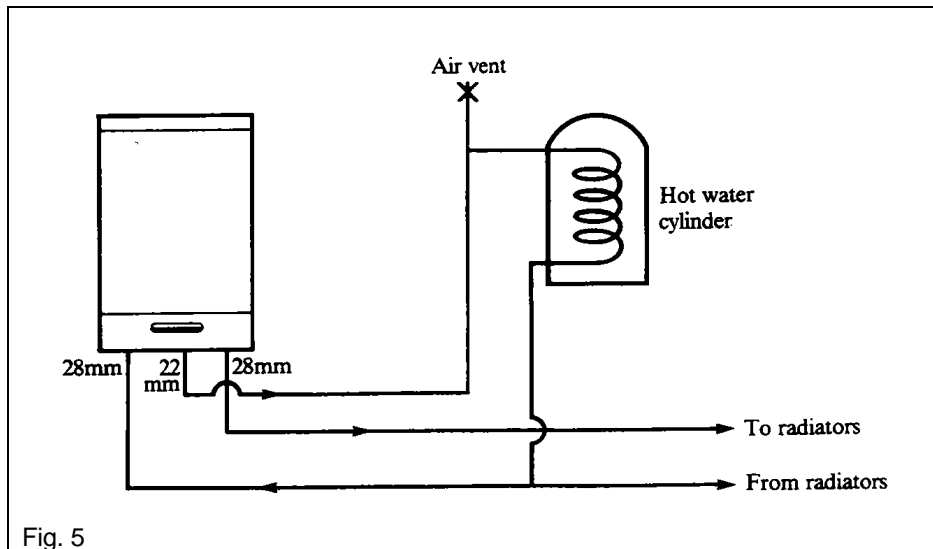 Air vent
Hot water
cylinder
28mm
22
mm
28mm
To radiators
From radiators
Fig. 5